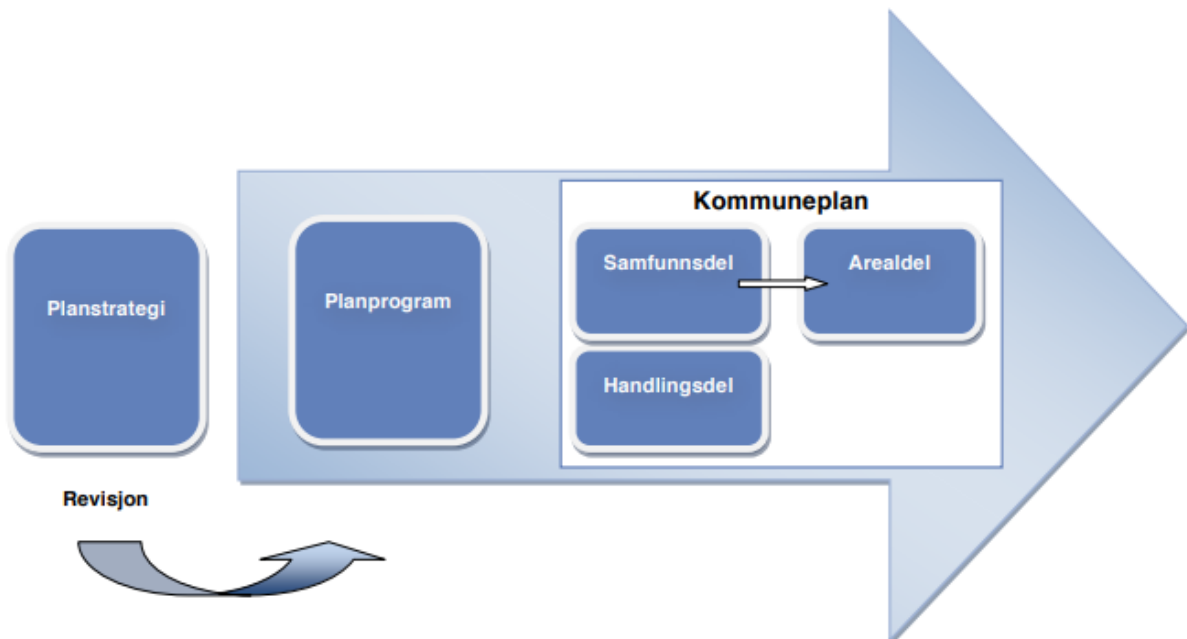 Kommuneplan
Samfunnsdel
Arealdel
Planstrategi
Planprogram
Handlingsdel
Revisjon